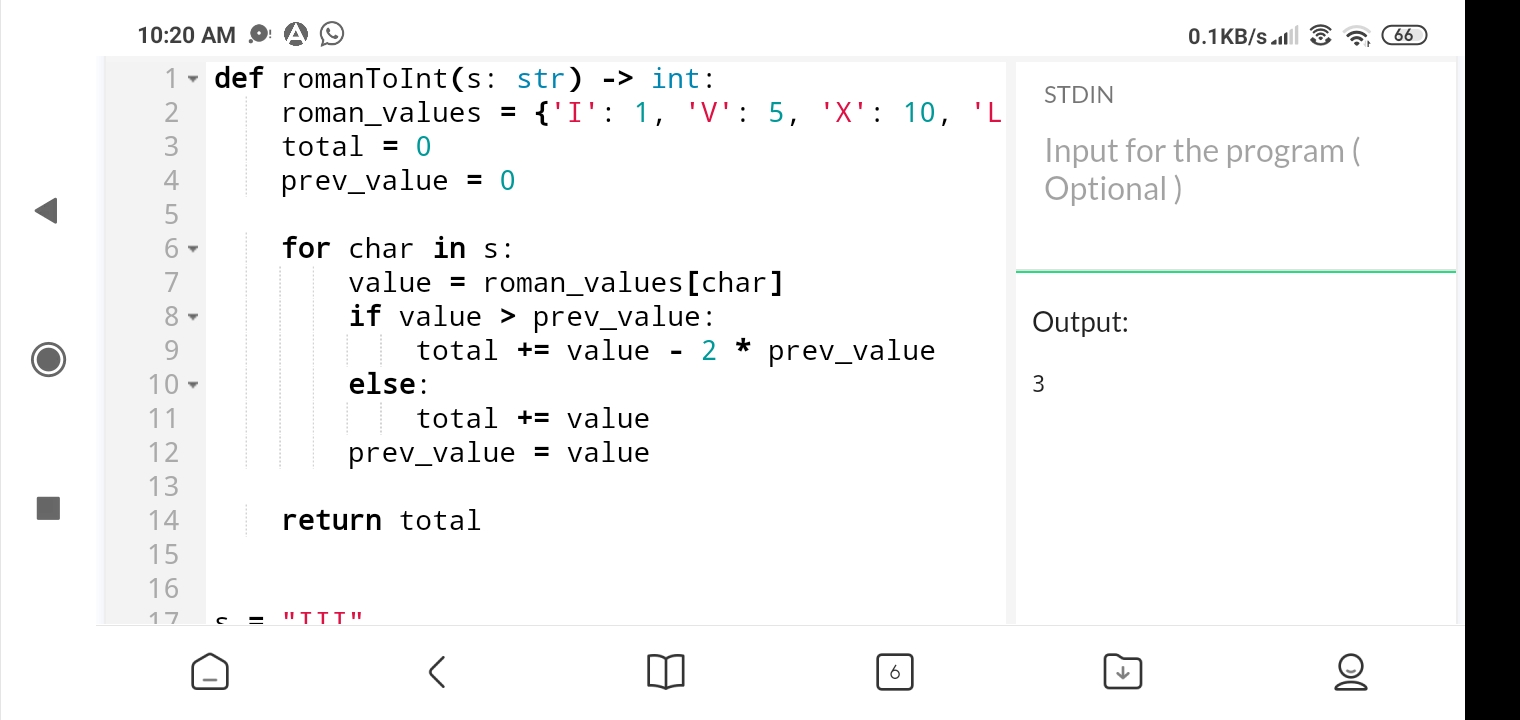 10:20 AM
0.1KB/s 66
1 def romanToInt(s: str) -> int:
2     roman_values = {'I': 1, 'V': 5, 'X': 10, 'L
3     total = 0
4     prev_value = 0
5
6     for char in s:
7         value = roman_values[char]
8         if value > prev_value:
9             total += value - 2 * prev_value
10         else:
11             total += value
12         prev_value = value
13
14     return total
15
16
17 s = "III"
STDIN
Input for the program (
Optional )
Output:
3
6